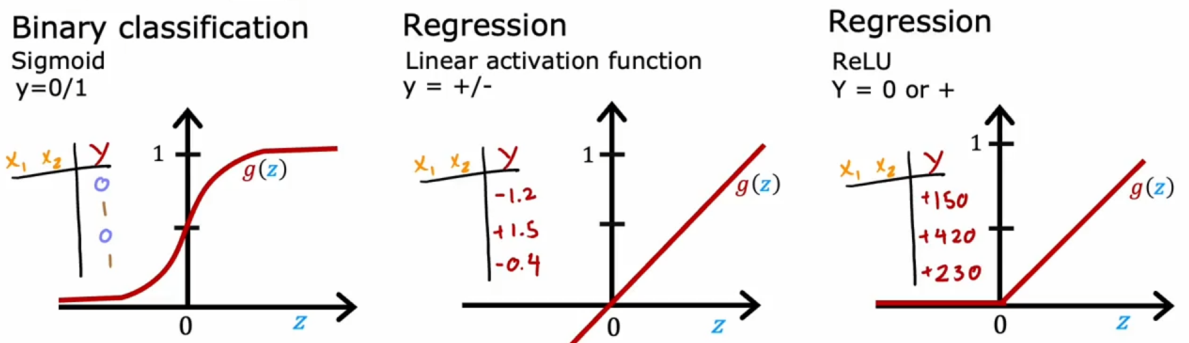 Binary classification
Sigmoid
y=0/1
x₁ x₂ y
0
1
0
1
1
g(z)
0
z
Regression
Linear activation function
y = +/-
x₁ x₂ y
-1.2
+1.5
-0.4
1
g(z)
0
z
Regression
ReLU
Y = 0 or +
x₁ x₂ y
+150
+420
+230
1
g(z)
0
z